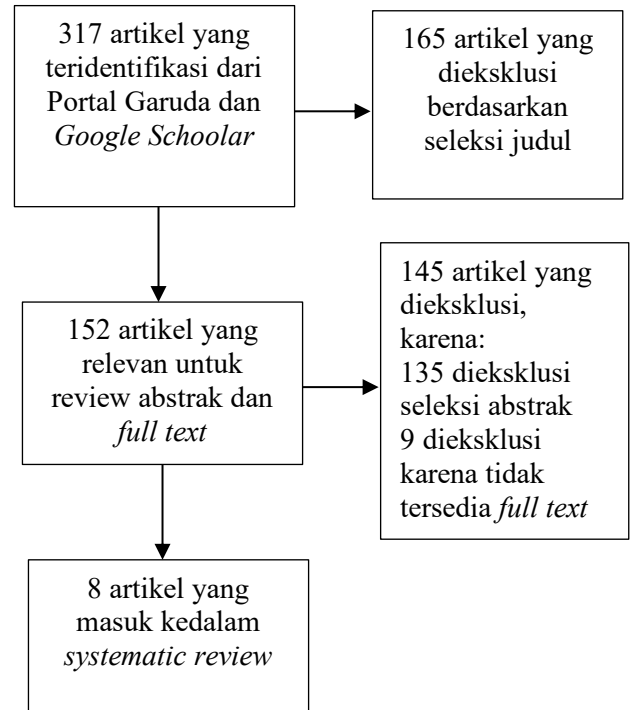 317 artikel yang
teridentifikasi dari
Portal Garuda dan
Google Schoolar
165 artikel yang
dieksklusi
berdasarkan
seleksi judul
152 artikel yang
relevan untuk
review abstrak dan
full text
145 artikel yang
dieksklusi,
karena:
135 dieksklusi
seleksi abstrak
9 dieksklusi
karena tidak
tersedia full text
8 artikel yang
masuk kedalam
systematic review